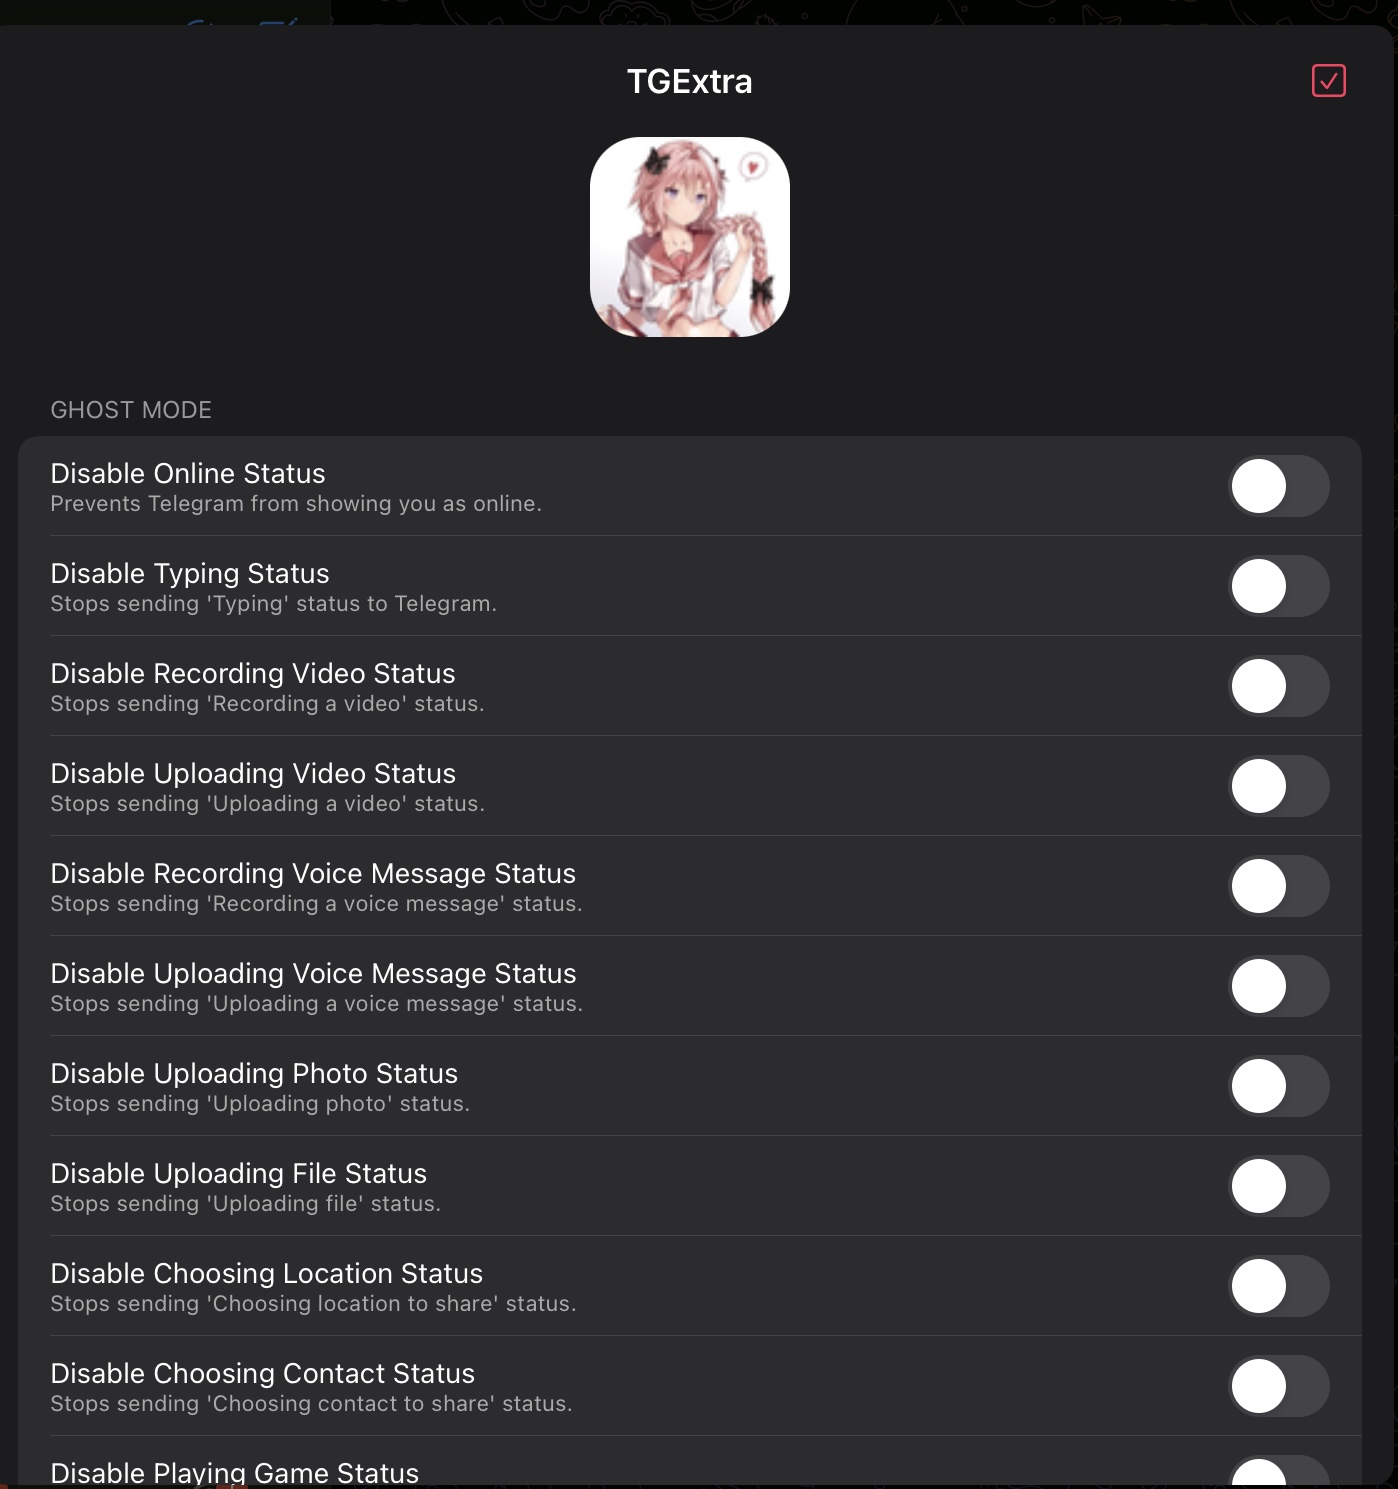 TGExtra
GHOST MODE
Disable Online Status
Prevents Telegram from showing you as online.
Disable Typing Status
Stops sending 'Typing' status to Telegram.
Disable Recording Video Status
Stops sending 'Recording a video' status.
Disable Uploading Video Status
Stops sending 'Uploading a video' status.
Disable Recording Voice Message Status
Stops sending 'Recording a voice message' status.
Disable Uploading Voice Message Status
Stops sending 'Uploading a voice message' status.
Disable Uploading Photo Status
Stops sending 'Uploading photo' status.
Disable Uploading File Status
Stops sending 'Uploading file' status.
Disable Choosing Location Status
Stops sending 'Choosing location to share' status.
Disable Choosing Contact Status
Stops sending 'Choosing contact to share' status.
Disable Playing Game Status